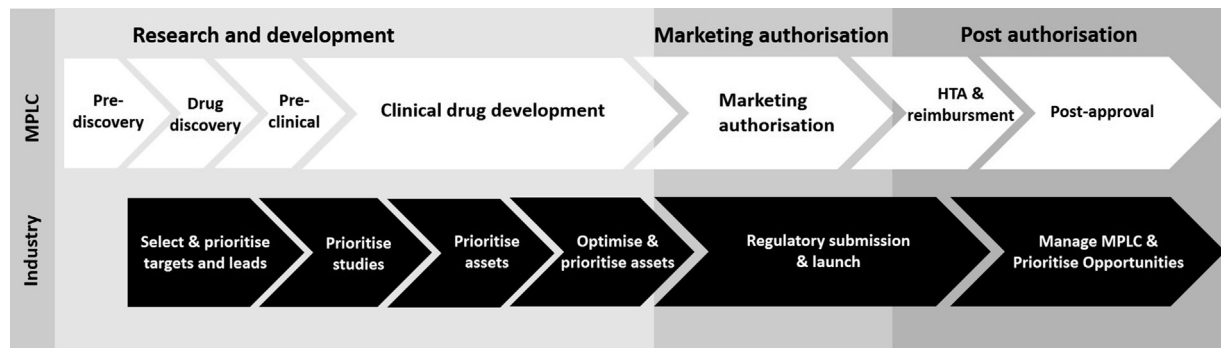 Research and development
Marketing authorisation
Post authorisation
MPLC
Pre-
discovery
Drug
discovery
Pre-
clinical
Clinical drug development
Marketing
authorisation
HTA &
reimbursment
Post-approval
Industry
Select & prioritise
targets and leads
Prioritise
studies
Prioritise
assets
Optimise &
prioritise assets
Regulatory submission
& launch
Manage MPLC &
Prioritise Opportunities